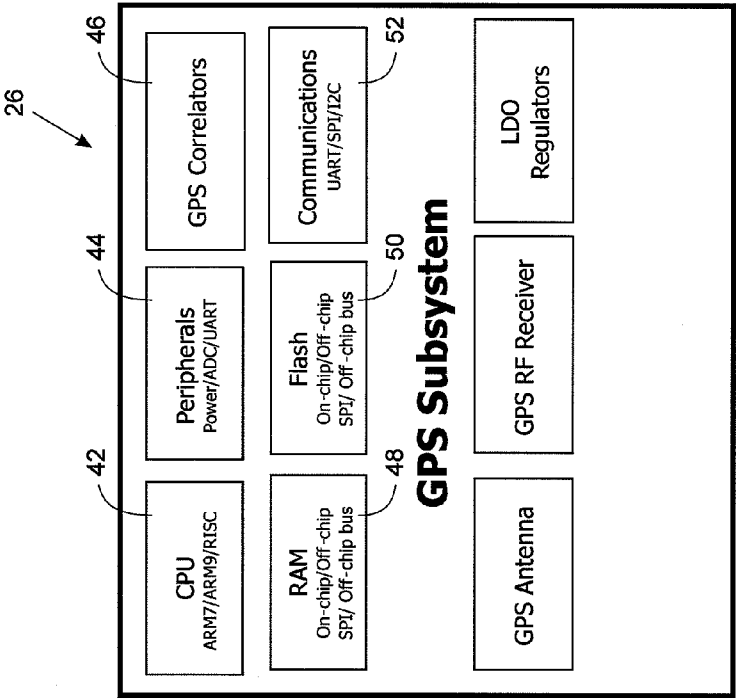 26
42
44
46
CPU
ARM7/ARM9/RISC
Peripherals
Power/ADC/UART
GPS Correlators
RAM
On-chip/Off-chip
SPI/ Off-chip bus
Flash
On-chip/Off-chip
SPI/ Off-chip bus
Communications
UART/SPI/I2C
48
50
52
GPS Subsystem
GPS Antenna
GPS RF Receiver
LDO
Regulators